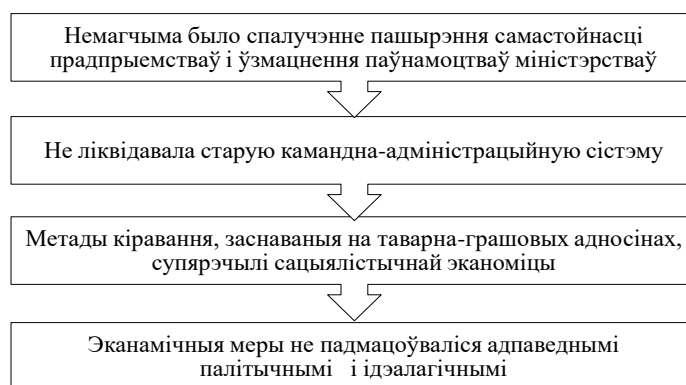 Немагчыма было спалучэнне пашырэння самастойнасці
прадпрыемстваў і ўзмацнення паўнамоцтваў міністэрстваў
Не ліквідавала старую камандна-адміністрацыйную сістэму
Метады кіравання, заснаваныя на таварна-грашовых адносінах,
супярэчылі сацыялістычнай эканоміцы
Эканамічныя меры не падмацоўваліся адпаведнымі
палітычнымі і ідэалагічнымі